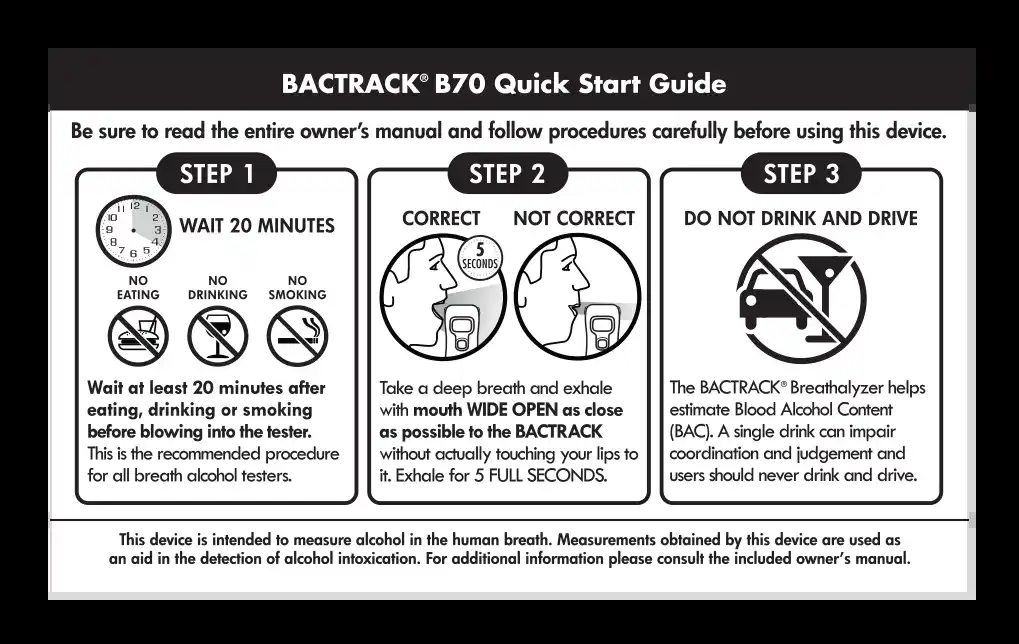 BACTRACK® B70 Quick Start Guide
Be sure to read the entire owner's manual and follow procedures carefully before using this device.
STEP 1
12
1
2
3
4
5
6
7
8
9
10
11
WAIT 20 MINUTES
NO
EATING
NO
DRINKING
NO
SMOKING
Wait at least 20 minutes after
eating, drinking or smoking
before blowing into the tester.
This is the recommended procedure
for all breath alcohol testers.
STEP 2
CORRECT
NOT CORRECT
5
SECONDS
Take a deep breath and exhale
with mouth WIDE OPEN as close
as possible to the BACTRACK
without actually touching your lips to
it. Exhale for 5 FULL SECONDS.
STEP 3
DO NOT DRINK AND DRIVE
The BACTRACK® Breathalyzer helps
estimate Blood Alcohol Content
(BAC). A single drink can impair
coordination and judgement and
users should never drink and drive.
This device is intended to measure alcohol in the human breath. Measurements obtained by this device are used as
an aid in the detection of alcohol intoxication. For additional information please consult the included owner's manual.